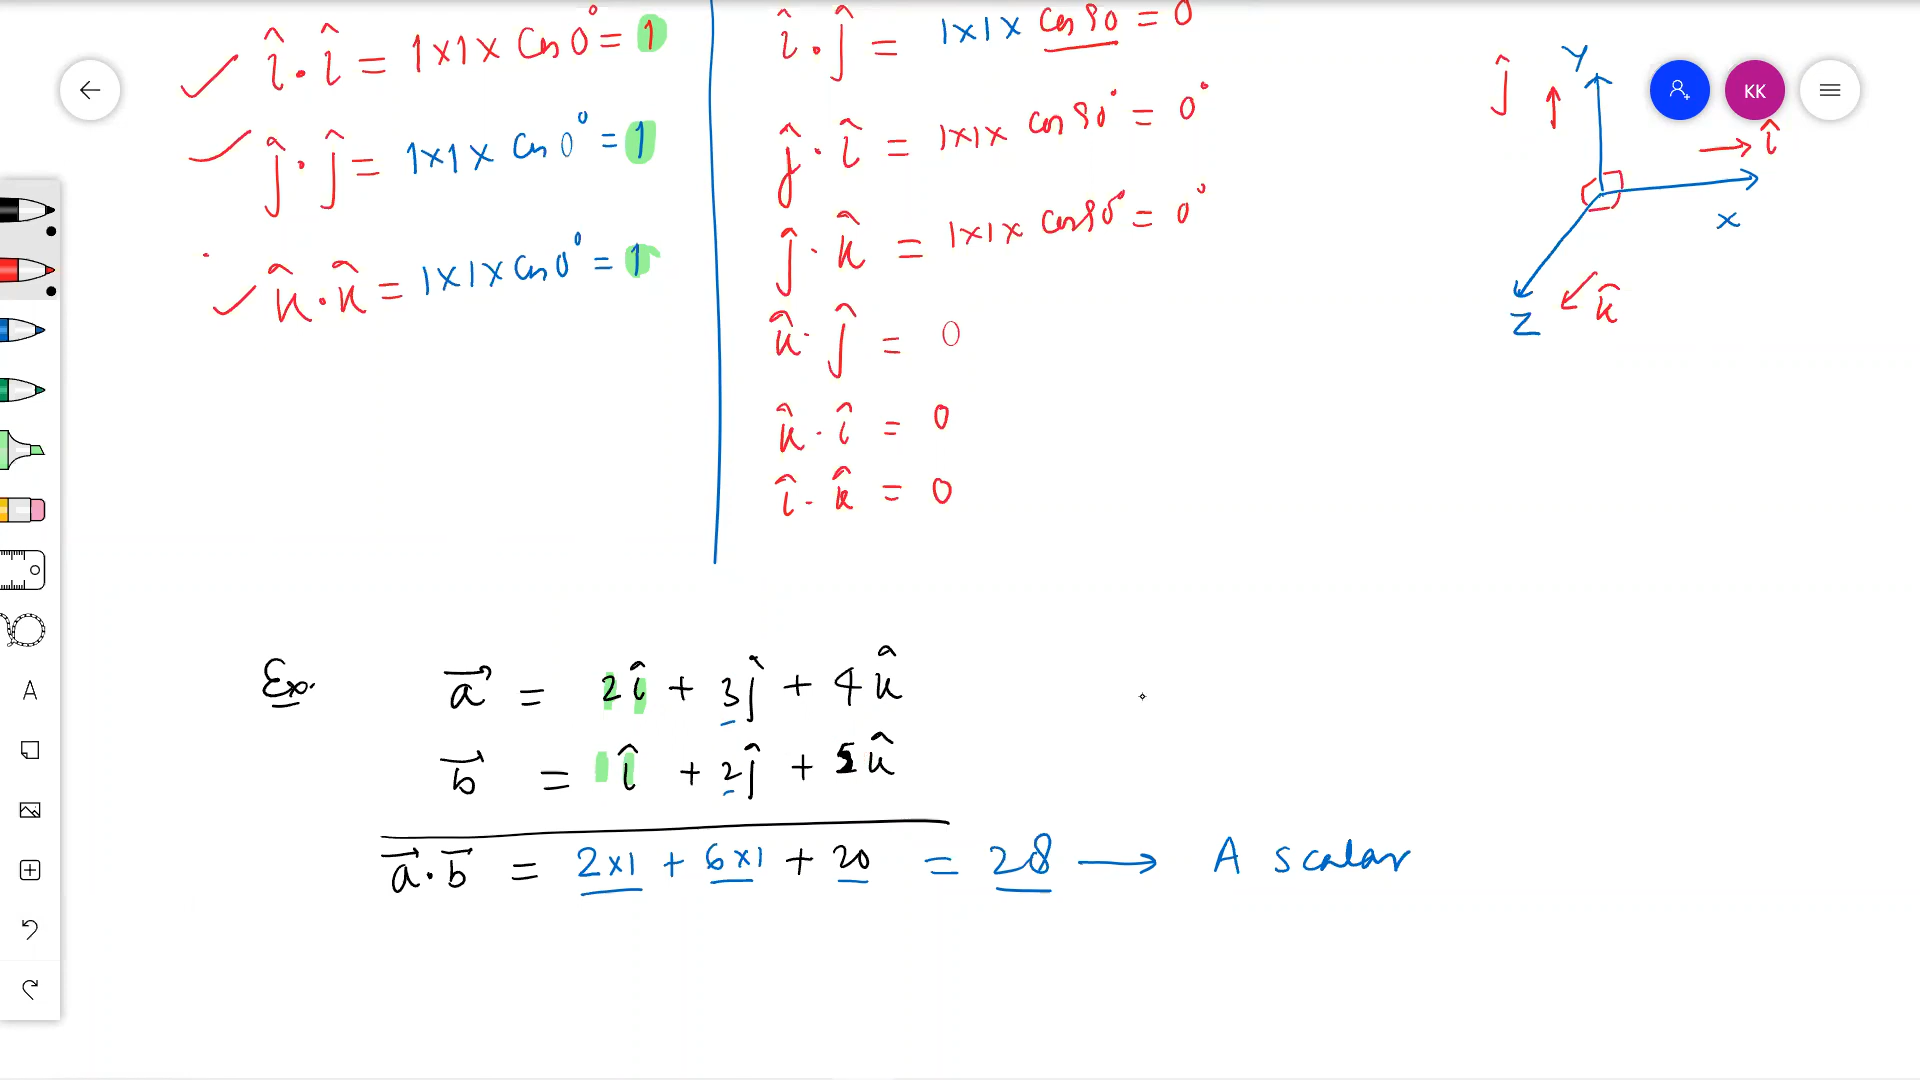 î · î = 1×1× Cos 0° = 1
ĵ · ĵ = 1×1× Cos 0° = 1
k̂ · k̂ = 1×1× Cos 0° = 1
î · ĵ = 1×1× Cos 90 = 0
ĵ · î = 1×1× cos 90° = 0°
ĵ · k̂ = 1×1× cos 90° = 0°
k̂ · ĵ = 0
k̂ · î = 0
î · k̂ = 0
ĵ
Y
KK
î
x
k̂
Z
A
Ex.
a⃗ = 2î + 3ĵ + 4k̂
b⃗ = 1î + 2ĵ + 5k̂
a⃗ · b⃗ = 2×1 + 6×1 + 20 = 28 → A scalar